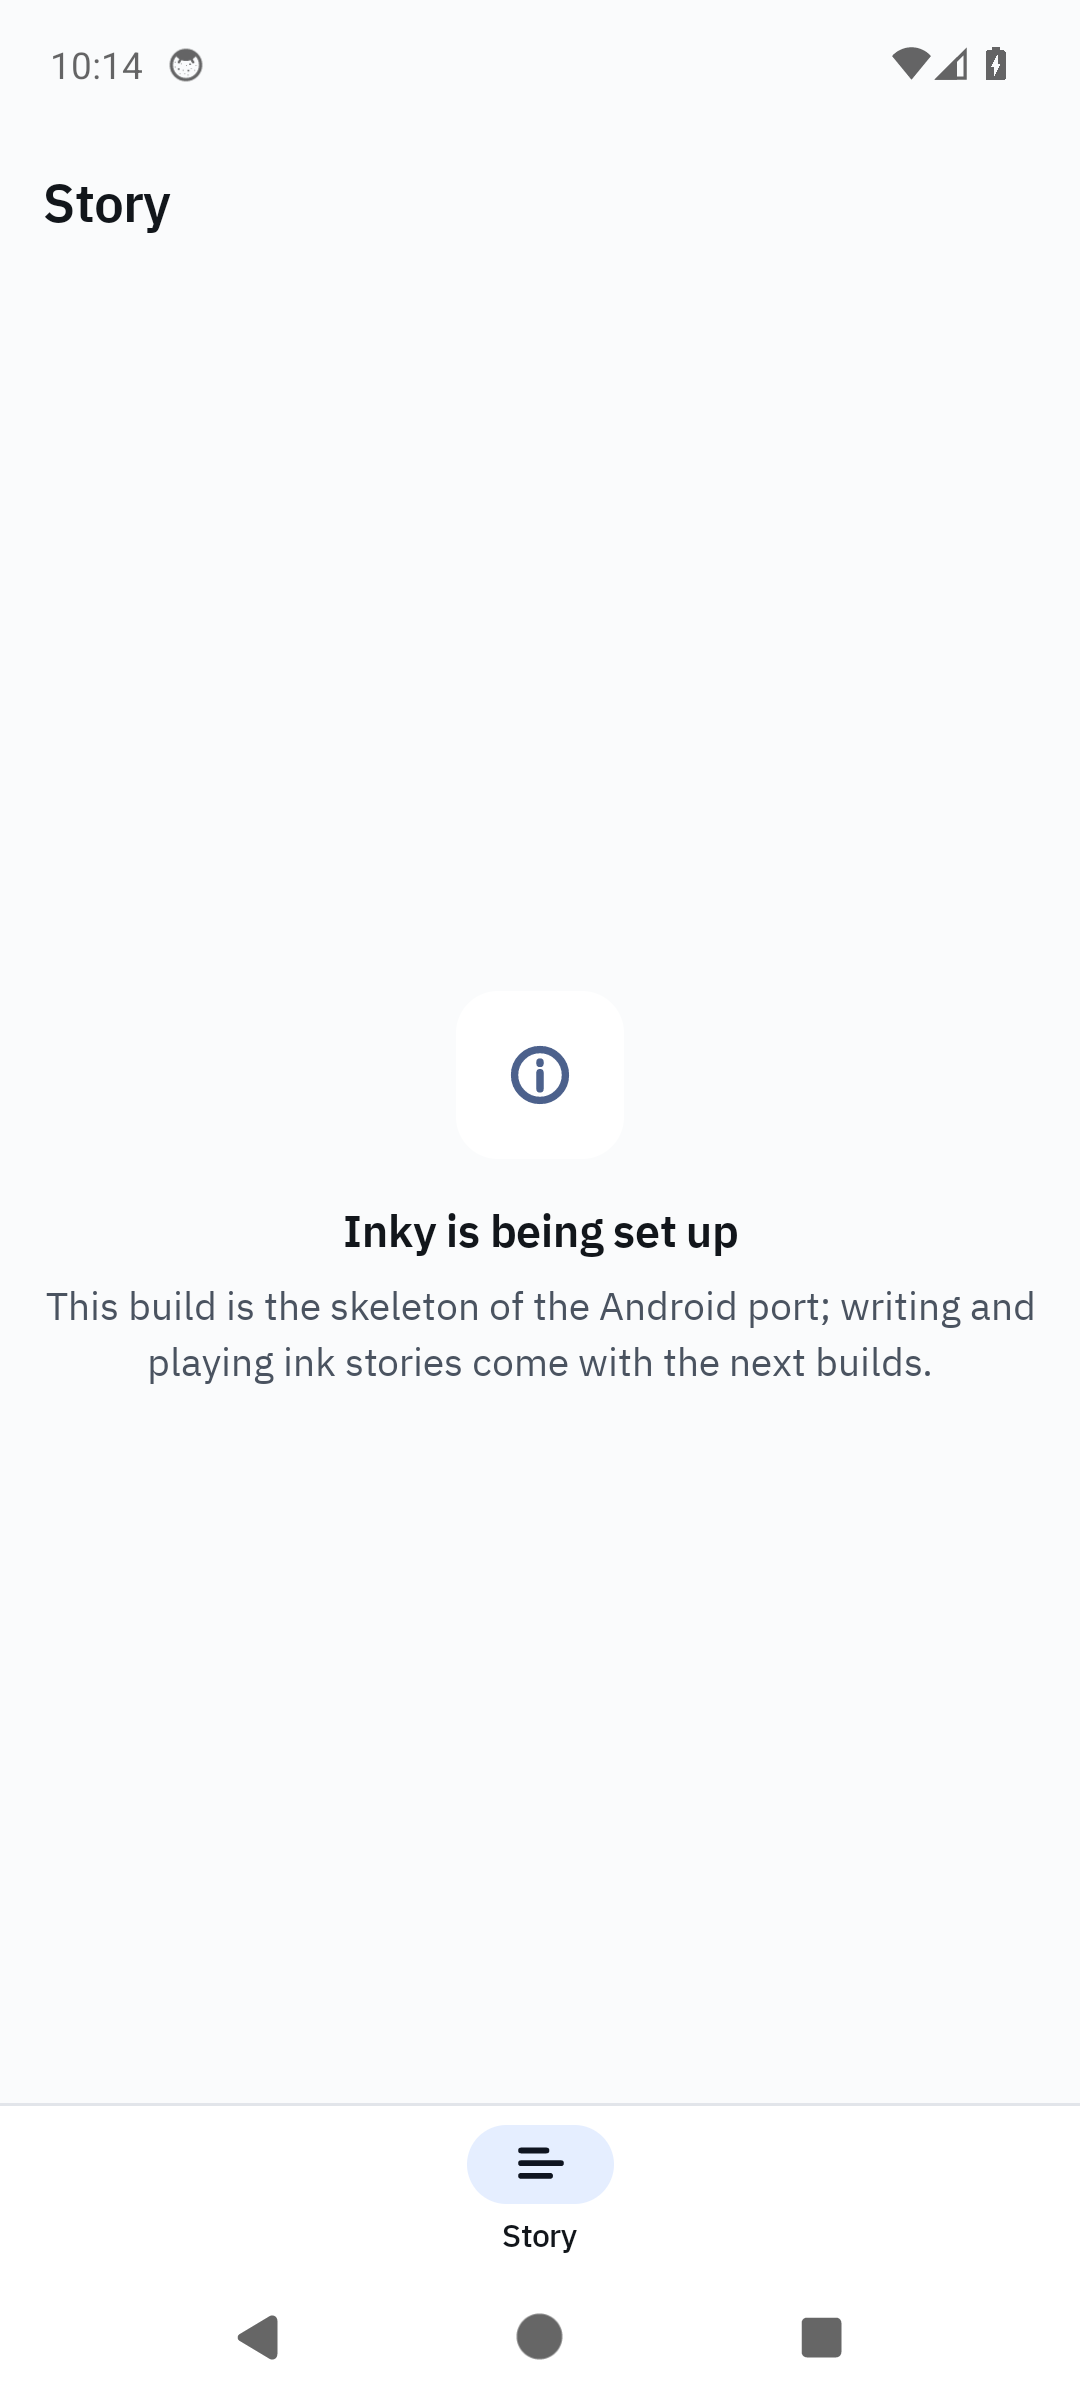 10:14
Story
Inky is being set up
This build is the skeleton of the Android port; writing and
playing ink stories come with the next builds.
Story